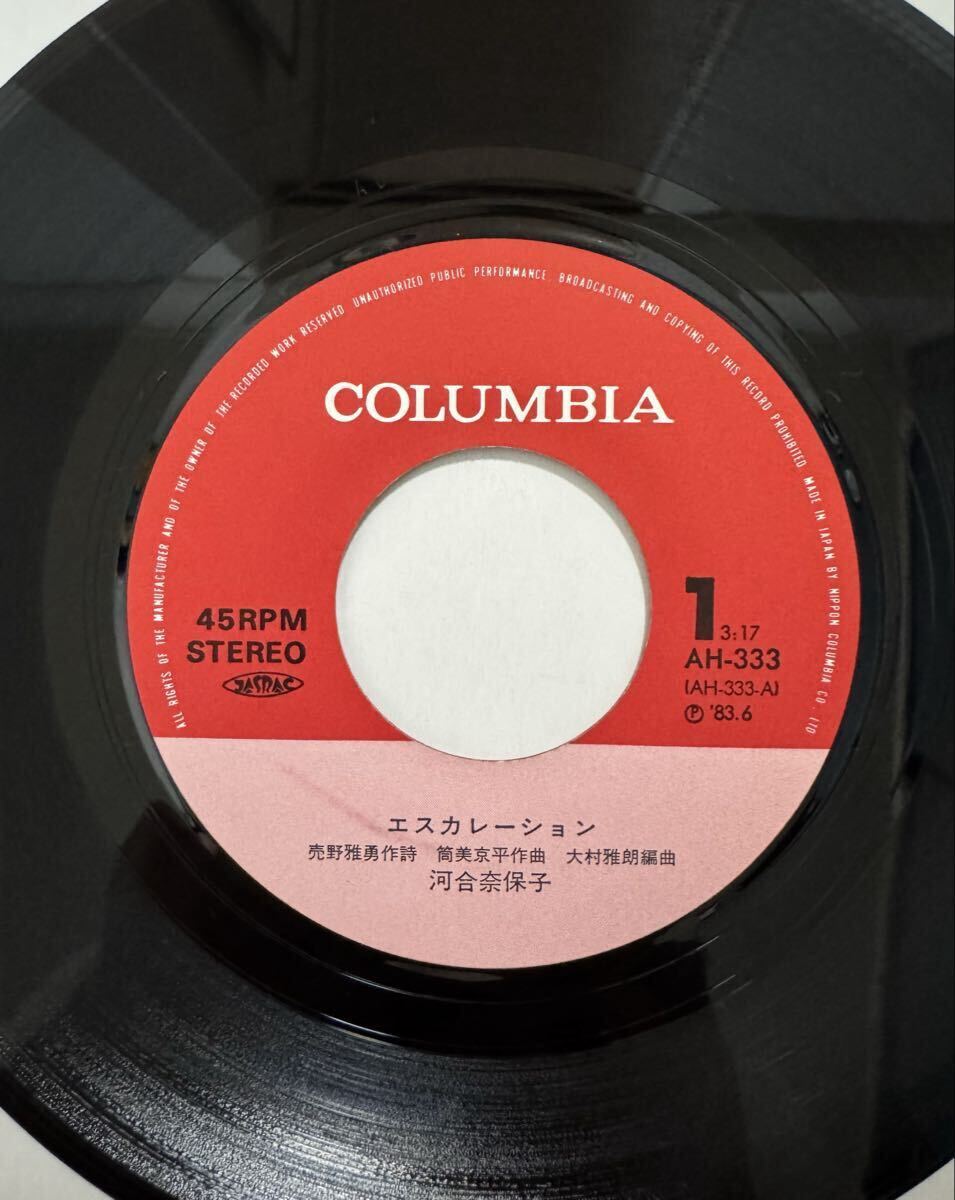 ALL RIGHTS OF THE MANUFACTURER AND OF THE OWNER OF THE RECORDED WORK RESERVED UNAUTHORIZED PUBLIC PERFORMANCE, BROADCASTING AND COPYING OF THIS RECORD PROHIBITED MADE IN JAPAN BY NIPPON COLUMBIA CO. LTD
COLUMBIA
45RPM
STEREO
JASRAC
1 3:17
AH-333
(AH-333-A)
Ⓟ '83.6
エスカレーション
売野雅勇作詩 筒美京平作曲 大村雅朗編曲
河合奈保子